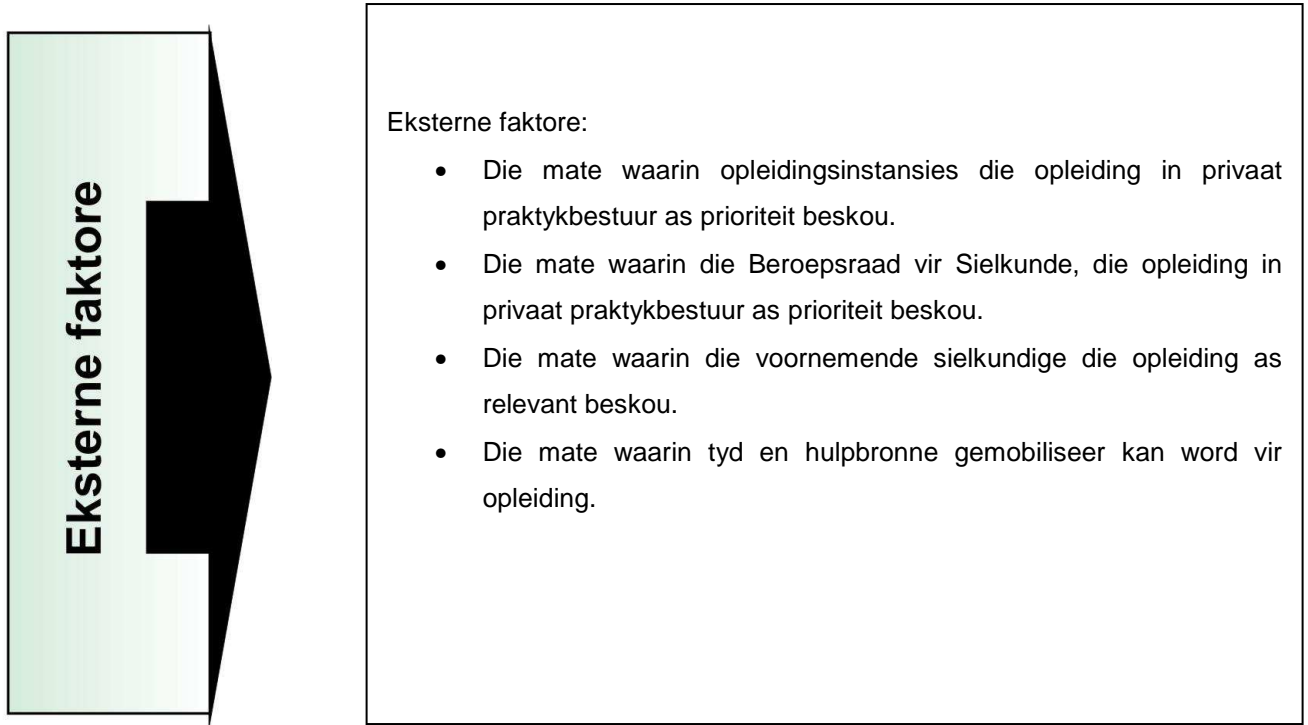 Eksterne faktore
Eksterne faktore:
• Die mate waarin opleidingsinstansies die opleiding in privaat
praktykbestuur as prioriteit beskou.
• Die mate waarin die Beroepsraad vir Sielkunde, die opleiding in
privaat praktykbestuur as prioriteit beskou.
• Die mate waarin die voornemende sielkundige die opleiding as
relevant beskou.
• Die mate waarin tyd en hulpbronne gemobiliseer kan word vir
opleiding.